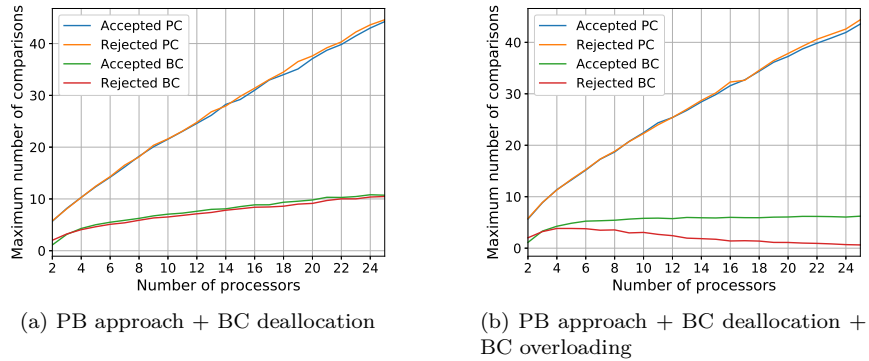 Maximum number of comparisons
40
30
20
10
0
Accepted PC
Rejected PC
Accepted BC
Rejected BC
2 4 6 8 10 12 14 16 18 20 22 24
Number of processors
(a) PB approach + BC deallocation
Maximum number of comparisons
40
30
20
10
0
Accepted PC
Rejected PC
Accepted BC
Rejected BC
2 4 6 8 10 12 14 16 18 20 22 24
Number of processors
(b) PB approach + BC deallocation +
BC overloading